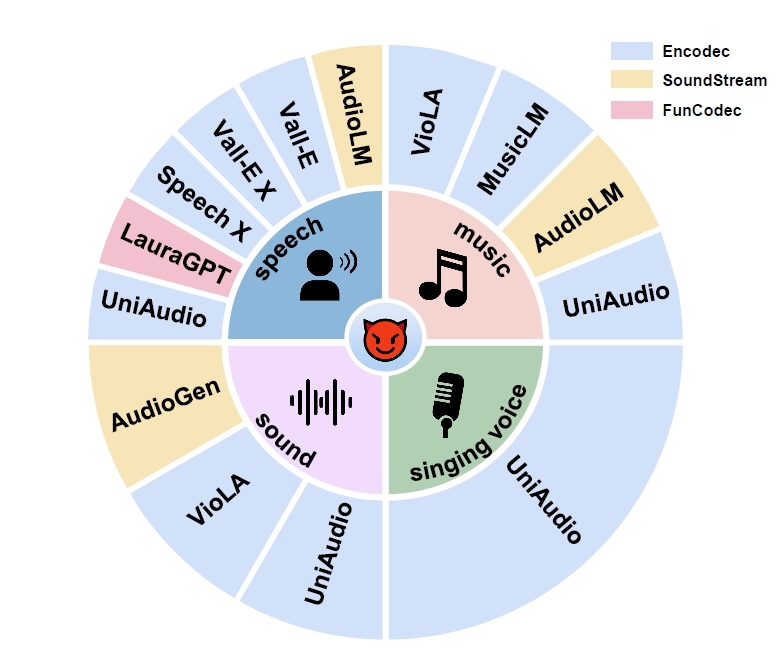 Encodec
SoundStream
FunCodec
AudioLM
VioLA
MusicLM
AudioLM
UniAudio
Vall-E
Vall-E X
Speech X
LauraGPT
UniAudio
speech
music
sound
singing voice
AudioGen
VioLA
UniAudio
UniAudio